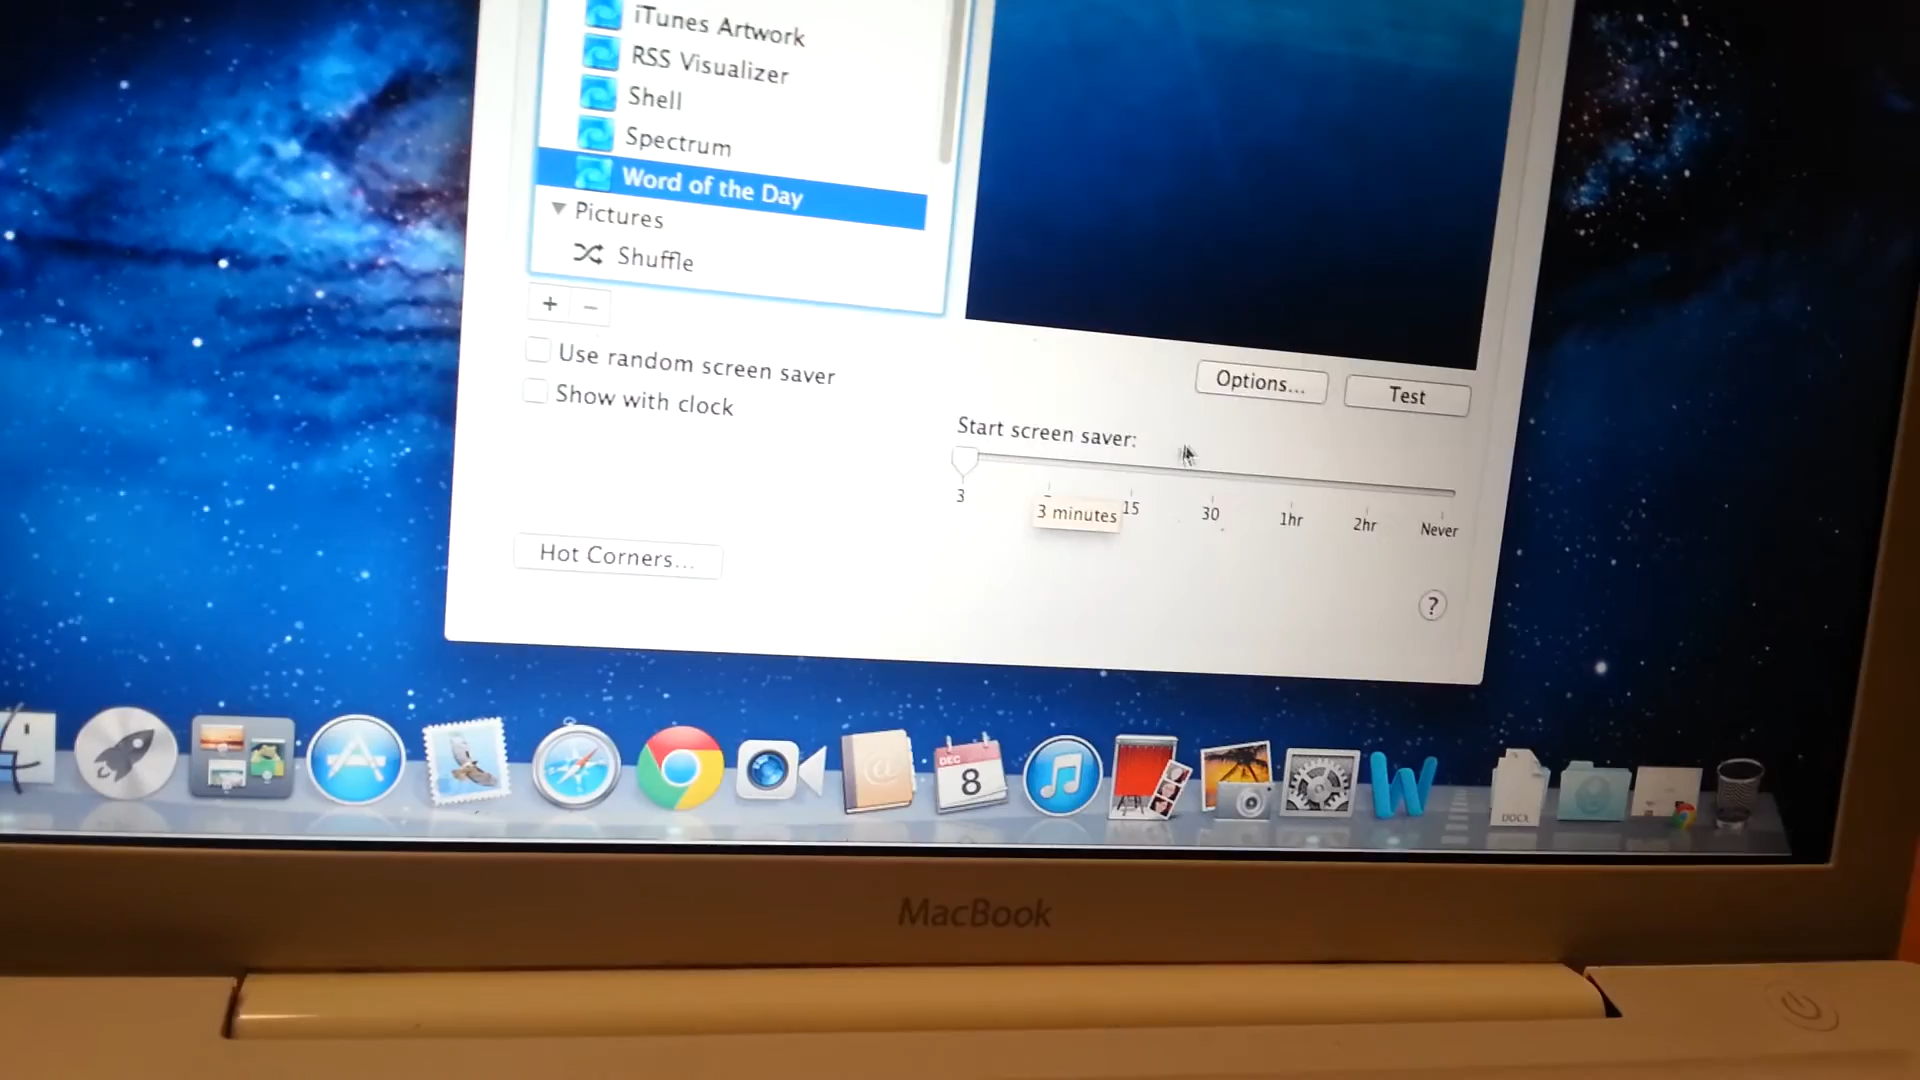 iTunes Artwork
RSS Visualizer
Shell
Spectrum
Word of the Day
Pictures
Shuffle
+ −
Use random screen saver
Show with clock
Options...
Test
Start screen saver:
3 15 30 1hr 2hr Never
3 minutes
Hot Corners...
?
DEC
8
@
W
DOCX
MacBook